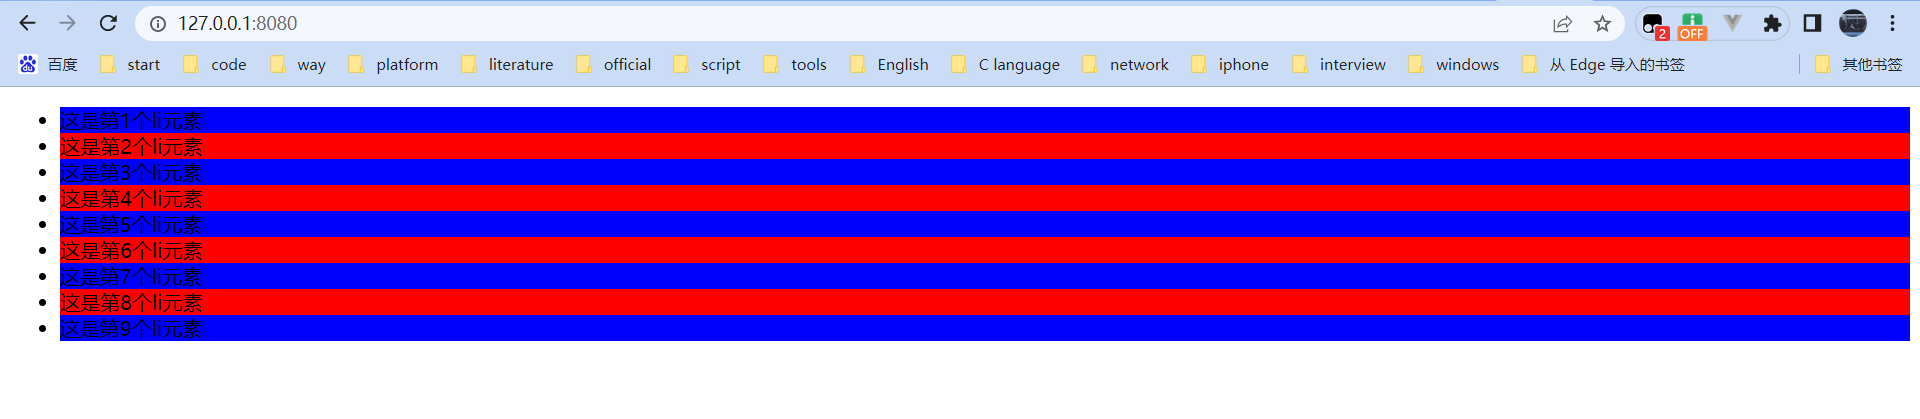 127.0.0.1:8080
2
OFF
百度 start code way platform literature official script tools English C language network iphone interview windows 从 Edge 导入的书签 其他书签
这是第1个li元素
这是第2个li元素
这是第3个li元素
这是第4个li元素
这是第5个li元素
这是第6个li元素
这是第7个li元素
这是第8个li元素
这是第9个li元素